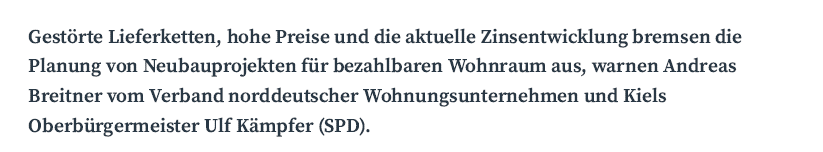 Gestörte Lieferketten, hohe Preise und die aktuelle Zinsentwicklung bremsen die
Planung von Neubauprojekten für bezahlbaren Wohnraum aus, warnen Andreas
Breitner vom Verband norddeutscher Wohnungsunternehmen und Kiels
Oberbürgermeister Ulf Kämpfer (SPD).